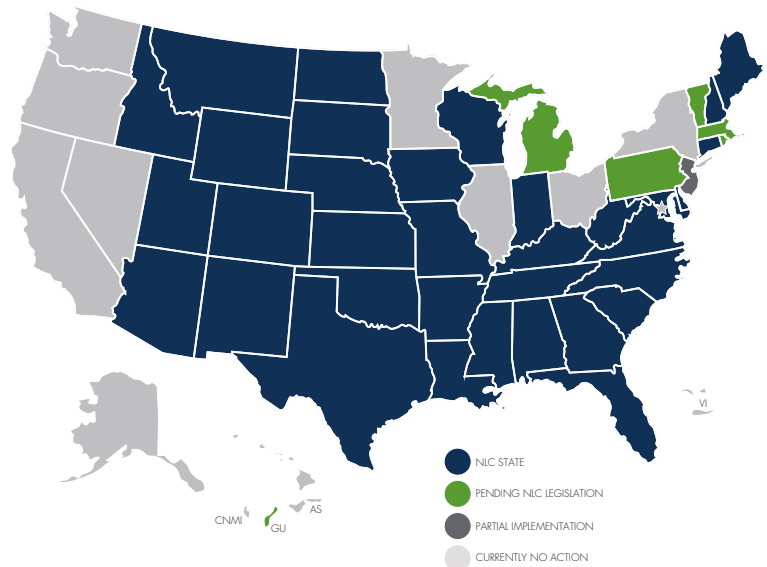 VI
NLC STATE
PENDING NLC LEGISLATION
AS
CNMI
GU
PARTIAL IMPLEMENTATION
CURRENTLY NO ACTION